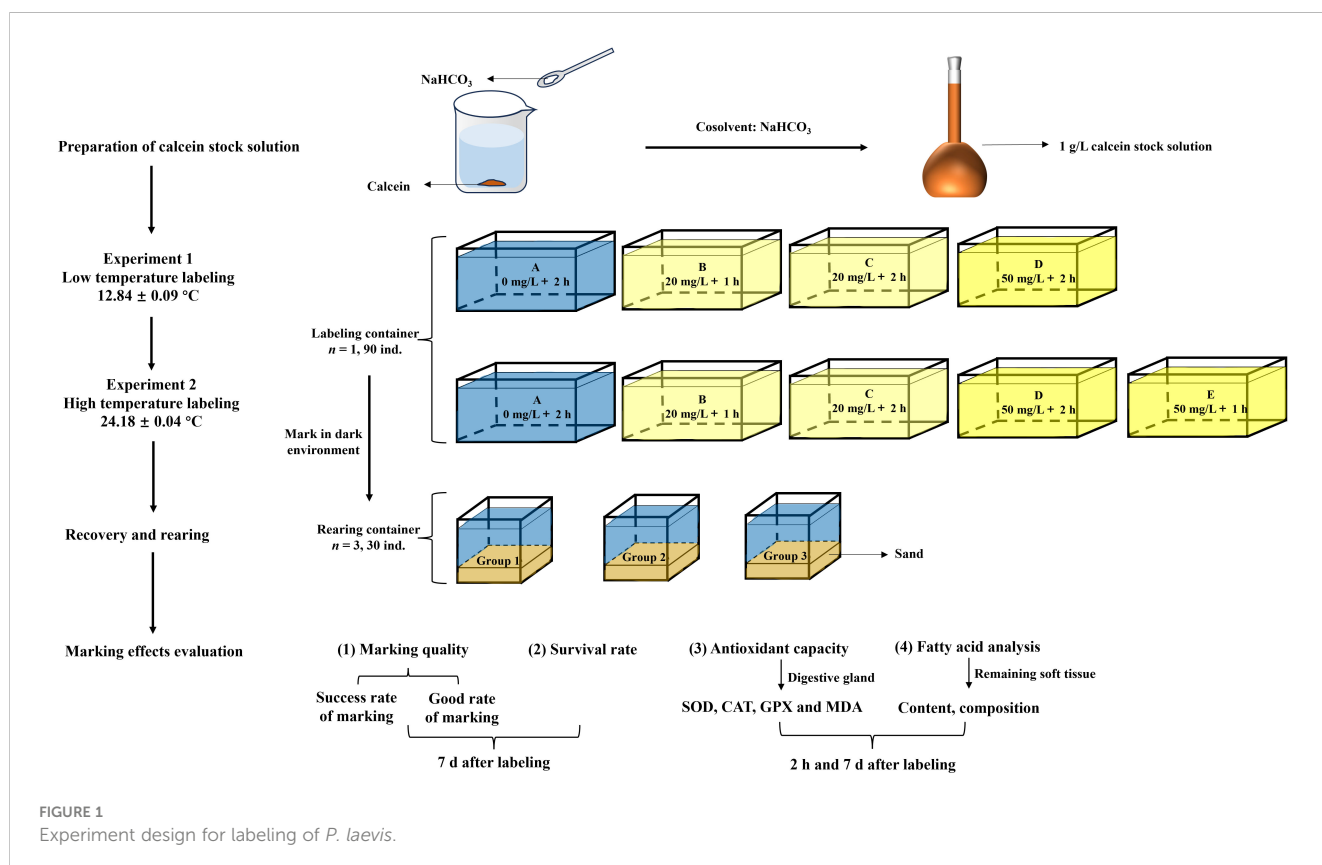 NaHCO₃
Calcein
Cosolvent: NaHCO₃
1 g/L calcein stock solution
Preparation of calcein stock solution
Experiment 1
Low temperature labeling
12.84 ± 0.09 °C
Experiment 2
High temperature labeling
24.18 ± 0.04 °C
Recovery and rearing
Marking effects evaluation
Labeling container
n = 1, 90 ind.
A
0 mg/L + 2 h
B
20 mg/L + 1 h
C
20 mg/L + 2 h
D
50 mg/L + 2 h
A
0 mg/L + 2 h
B
20 mg/L + 1 h
C
20 mg/L + 2 h
D
50 mg/L + 2 h
E
50 mg/L + 1 h
Mark in dark
environment
Rearing container
n = 3, 30 ind.
Group 1
Group 2
Group 3
Sand
(1) Marking quality
Success rate
of marking
Good rate
of marking
(2) Survival rate
7 d after labeling
(3) Antioxidant capacity
Digestive gland
SOD, CAT, GPX and MDA
(4) Fatty acid analysis
Remaining soft tissue
Content, composition
2 h and 7 d after labeling
FIGURE 1
Experiment design for labeling of P. laevis.